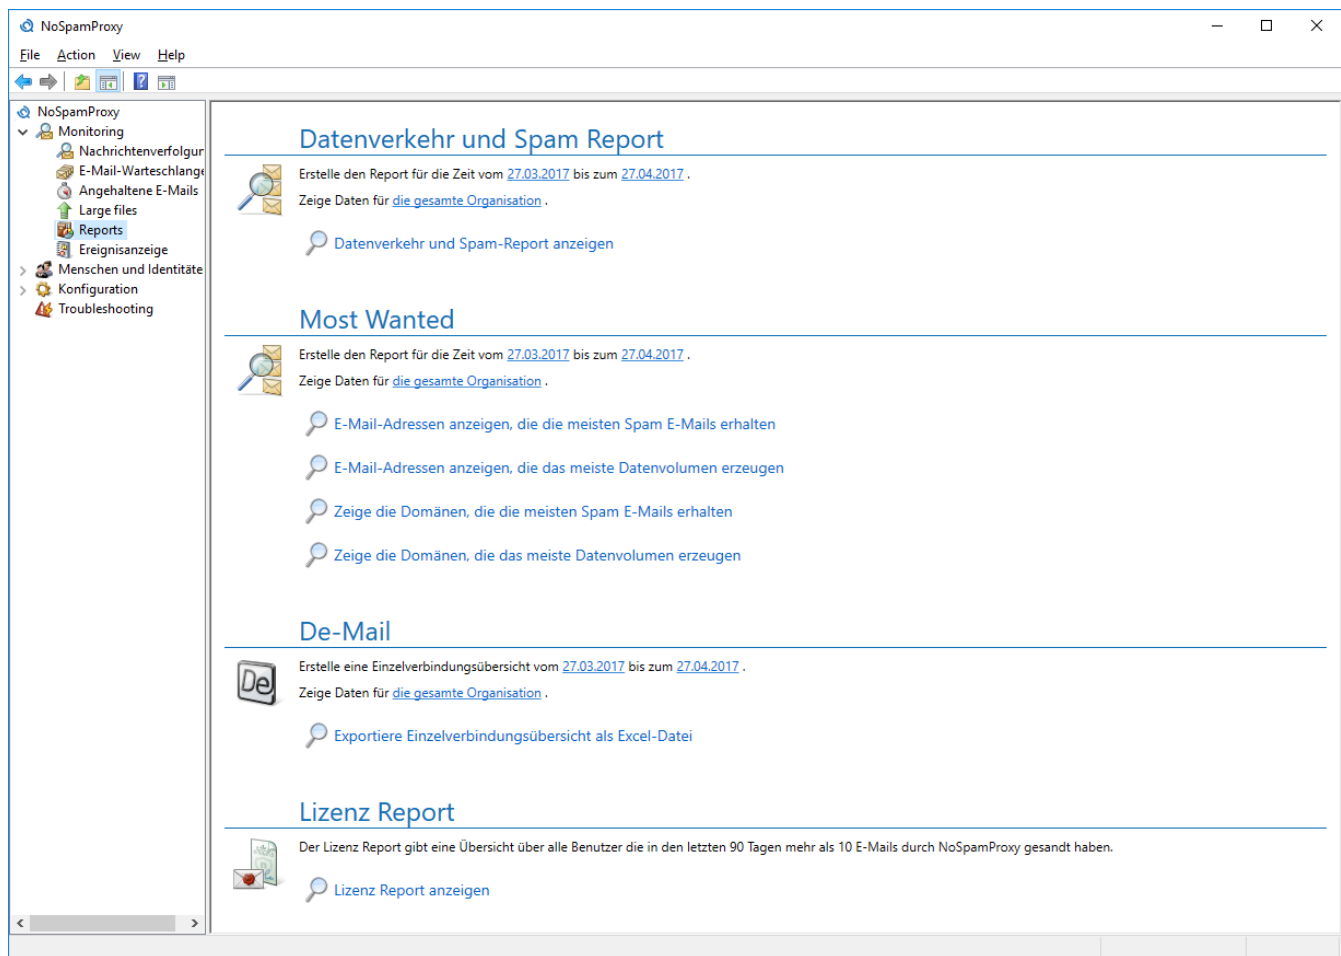 NoSpamProxy
File Action View Help
NoSpamProxy
Monitoring
Nachrichtenverfolgur
E-Mail-Warteschlange
Angehaltene E-Mails
Large files
Reports
Ereignisanzeige
Menschen und Identitäte
Konfiguration
Troubleshooting
Datenverkehr und Spam Report
Erstelle den Report für die Zeit vom 27.03.2017 bis zum 27.04.2017 .
Zeige Daten für die gesamte Organisation .
Datenverkehr und Spam-Report anzeigen
Most Wanted
Erstelle den Report für die Zeit vom 27.03.2017 bis zum 27.04.2017 .
Zeige Daten für die gesamte Organisation .
E-Mail-Adressen anzeigen, die die meisten Spam E-Mails erhalten
E-Mail-Adressen anzeigen, die das meiste Datenvolumen erzeugen
Zeige die Domänen, die die meisten Spam E-Mails erhalten
Zeige die Domänen, die das meiste Datenvolumen erzeugen
De-Mail
De
Erstelle eine Einzelverbindungsübersicht vom 27.03.2017 bis zum 27.04.2017 .
Zeige Daten für die gesamte Organisation .
Exportiere Einzelverbindungsübersicht als Excel-Datei
Lizenz Report
Der Lizenz Report gibt eine Übersicht über alle Benutzer die in den letzten 90 Tagen mehr als 10 E-Mails durch NoSpamProxy gesandt haben.
Lizenz Report anzeigen